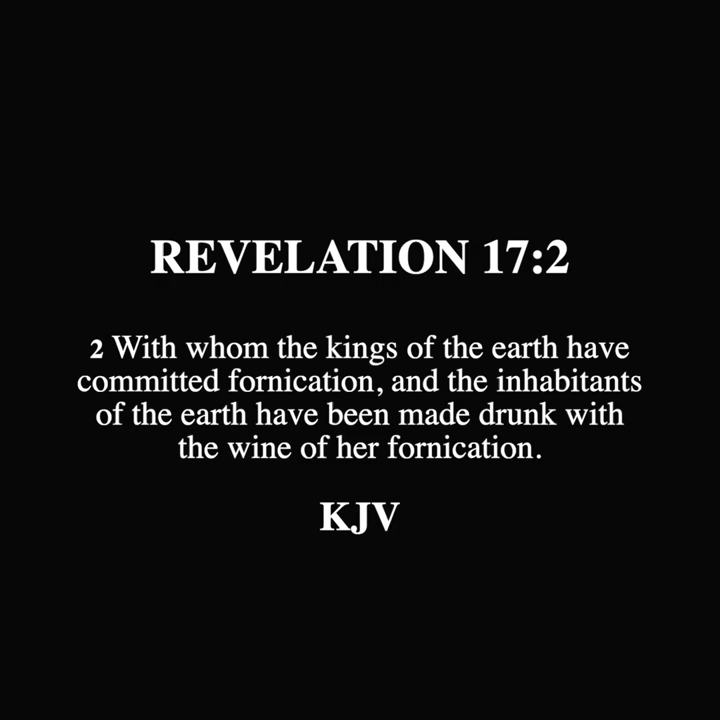 REVELATION 17:2
2 With whom the kings of the earth have
committed fornication, and the inhabitants
of the earth have been made drunk with
the wine of her fornication.
KJV